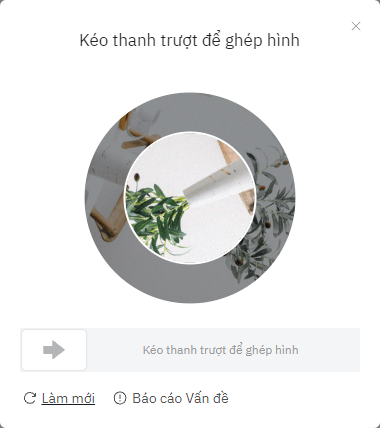 Kéo thanh trượt để ghép hình
Kéo thanh trượt để ghép hình
Làm mới
Báo cáo Vấn đề